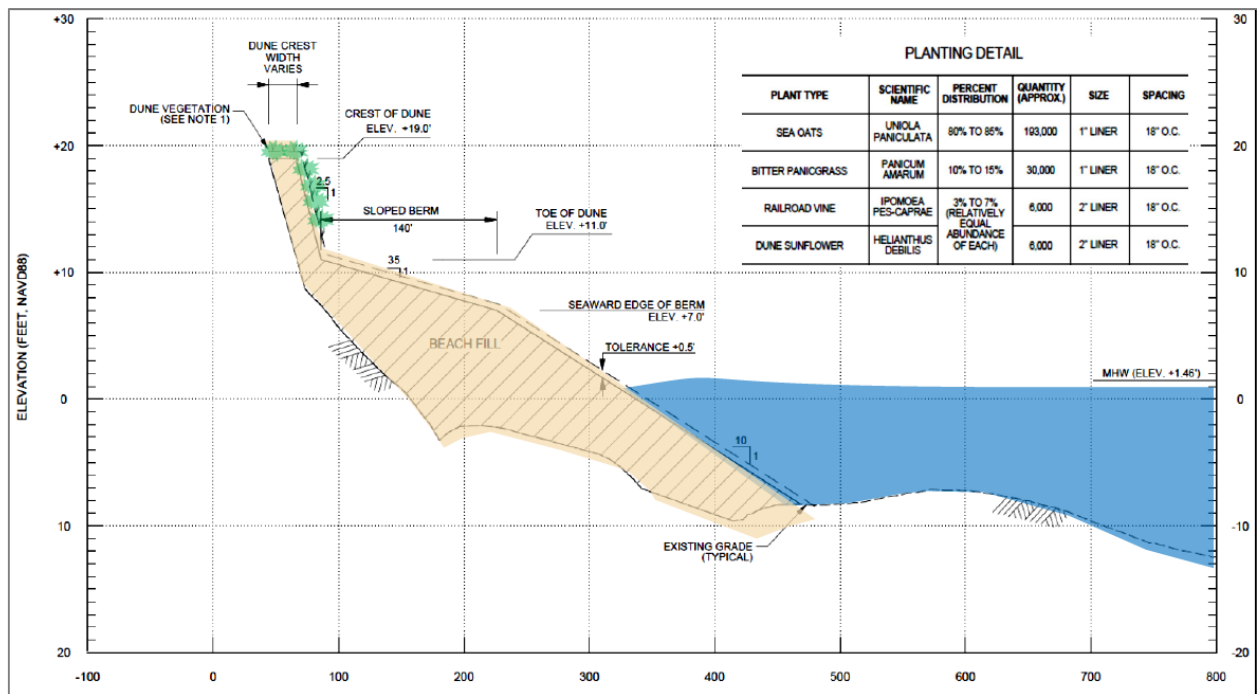 +30
30
DUNE CREST
WIDTH
VARIES
PLANTING DETAIL
PLANT TYPE
SCIENTIFIC
NAME
PERCENT
DISTRIBUTION
QUANTITY
(APPROX.)
SIZE
SPACING
SEA OATS
UNIOLA
PANICULATA
80% TO 85%
193,000
1" LINER
18" O.C.
BITTER PANICGRASS
PANICUM
AMARUM
10% TO 15%
30,000
1" LINER
18" O.C.
RAILROAD VINE
IPOMOEA
PES-CAPRAE
3% TO 7%
(RELATIVELY
EQUAL
ABUNDANCE
OF EACH)
6,000
2" LINER
18" O.C.
DUNE SUNFLOWER
HELIANTHUS
DEBILIS
6,000
2" LINER
18" O.C.
DUNE VEGETATION
(SEE NOTE 1)
CREST OF DUNE
ELEV. +19.0'
+20
20
2.5
1
SLOPED BERM
140'
TOE OF DUNE
ELEV. +11.0'
+10
10
35
1
SEAWARD EDGE OF BERM
ELEV. +7.0'
BEACH FILL
TOLERANCE +0.5'
MHW (ELEV. +1.46')
ELEVATION (FEET, NAVD88)
0
0
10
1
10
-10
EXISTING GRADE
(TYPICAL)
20
-20
-100
0
100
200
300
400
500
600
700
800